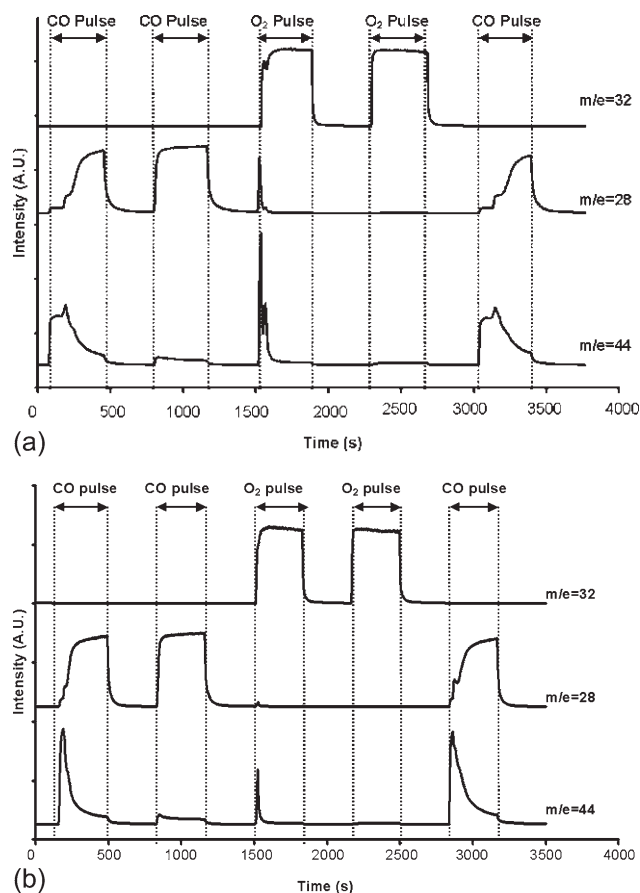 CO Pulse CO Pulse O₂ Pulse O₂ Pulse CO Pulse
m/e=32
m/e=28
m/e=44
Intensity (A.U.)
0 500 1000 1500 2000 2500 3000 3500 4000
Time (s)
(a)
CO pulse CO pulse O₂ pulse O₂ pulse CO pulse
m/e=32
m/e=28
m/e=44
Intensity (A.U.)
0 500 1000 1500 2000 2500 3000 3500 4000
Time (s)
(b)